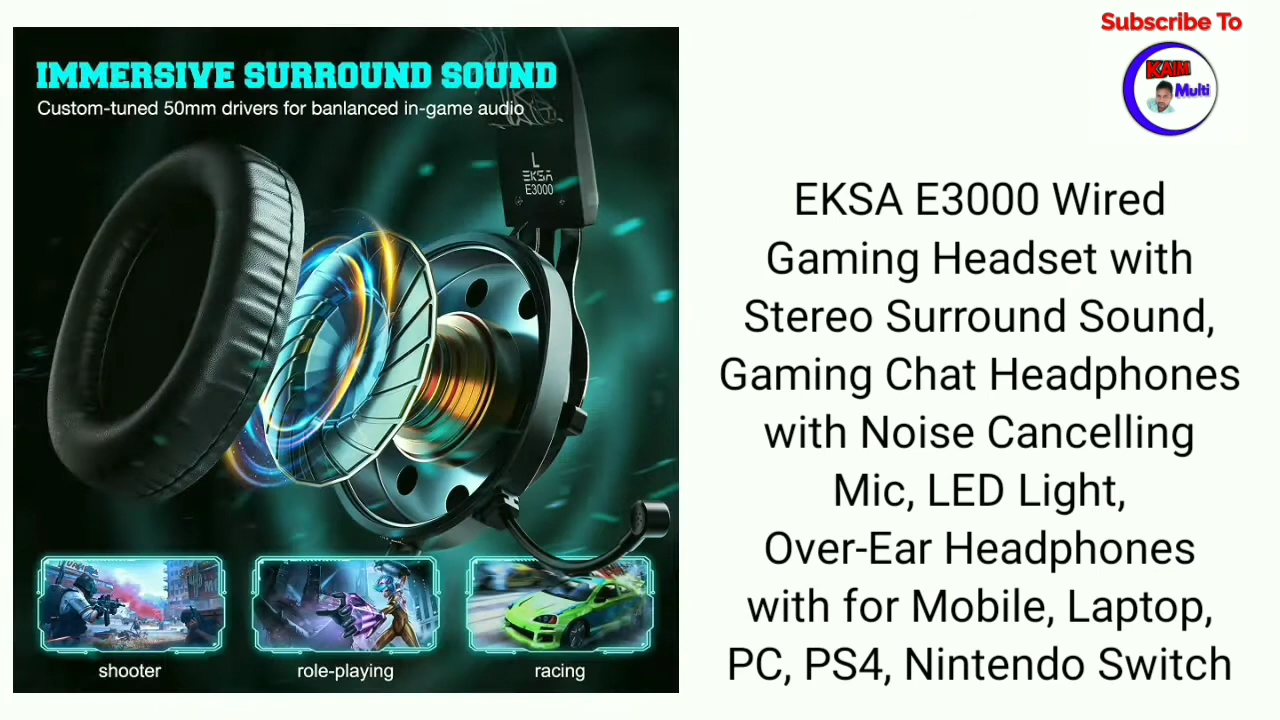 Subscribe To
KAIM
Multi
IMMERSIVE SURROUND SOUND
Custom-tuned 50mm drivers for banlanced in-game audio
L
EKSA
E3000
shooter
role-playing
racing
EKSA E3000 Wired
Gaming Headset with
Stereo Surround Sound,
Gaming Chat Headphones
with Noise Cancelling
Mic, LED Light,
Over-Ear Headphones
with for Mobile, Laptop,
PC, PS4, Nintendo Switch